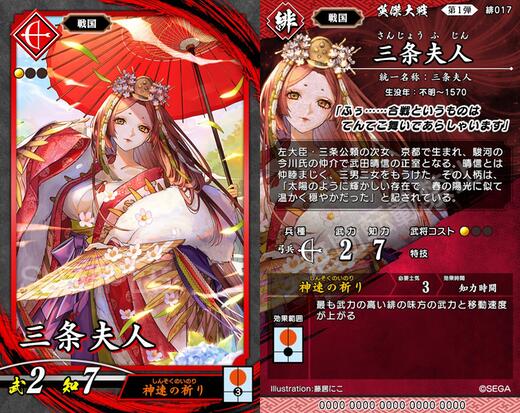 戦国
三条夫人
武2 知7
しんそくのいのり
神速の祈り
3
緋
戦国
英傑大戦
第1弾
緋017
さんじょうふじん
三条夫人
統一名称：三条夫人
生没年：不明～1570
「ふぅ……合戦というものは
てんてこ舞いであらしゃいます」
左大臣・三条公頼の次女。京都で生まれ、駿河の
今川氏の仲介で武田晴信の正室となる。晴信とは
仲睦まじく、三男二女をもうけた。その人柄は、
「太陽のように輝かしい存在で、春の陽光に似て
温かく穏やかだった」と記されている。
兵種 武力 知力 武将コスト
弓兵 2 7 特技
しんそくのいのり
神速の祈り
必要士気
3
効果時間
知力時間
効果範囲
最も武力の高い緋の味方の武力と移動速度
が上がる
Illustration:藤居にこ
©SEGA
0000-0000-0000-0000-0000